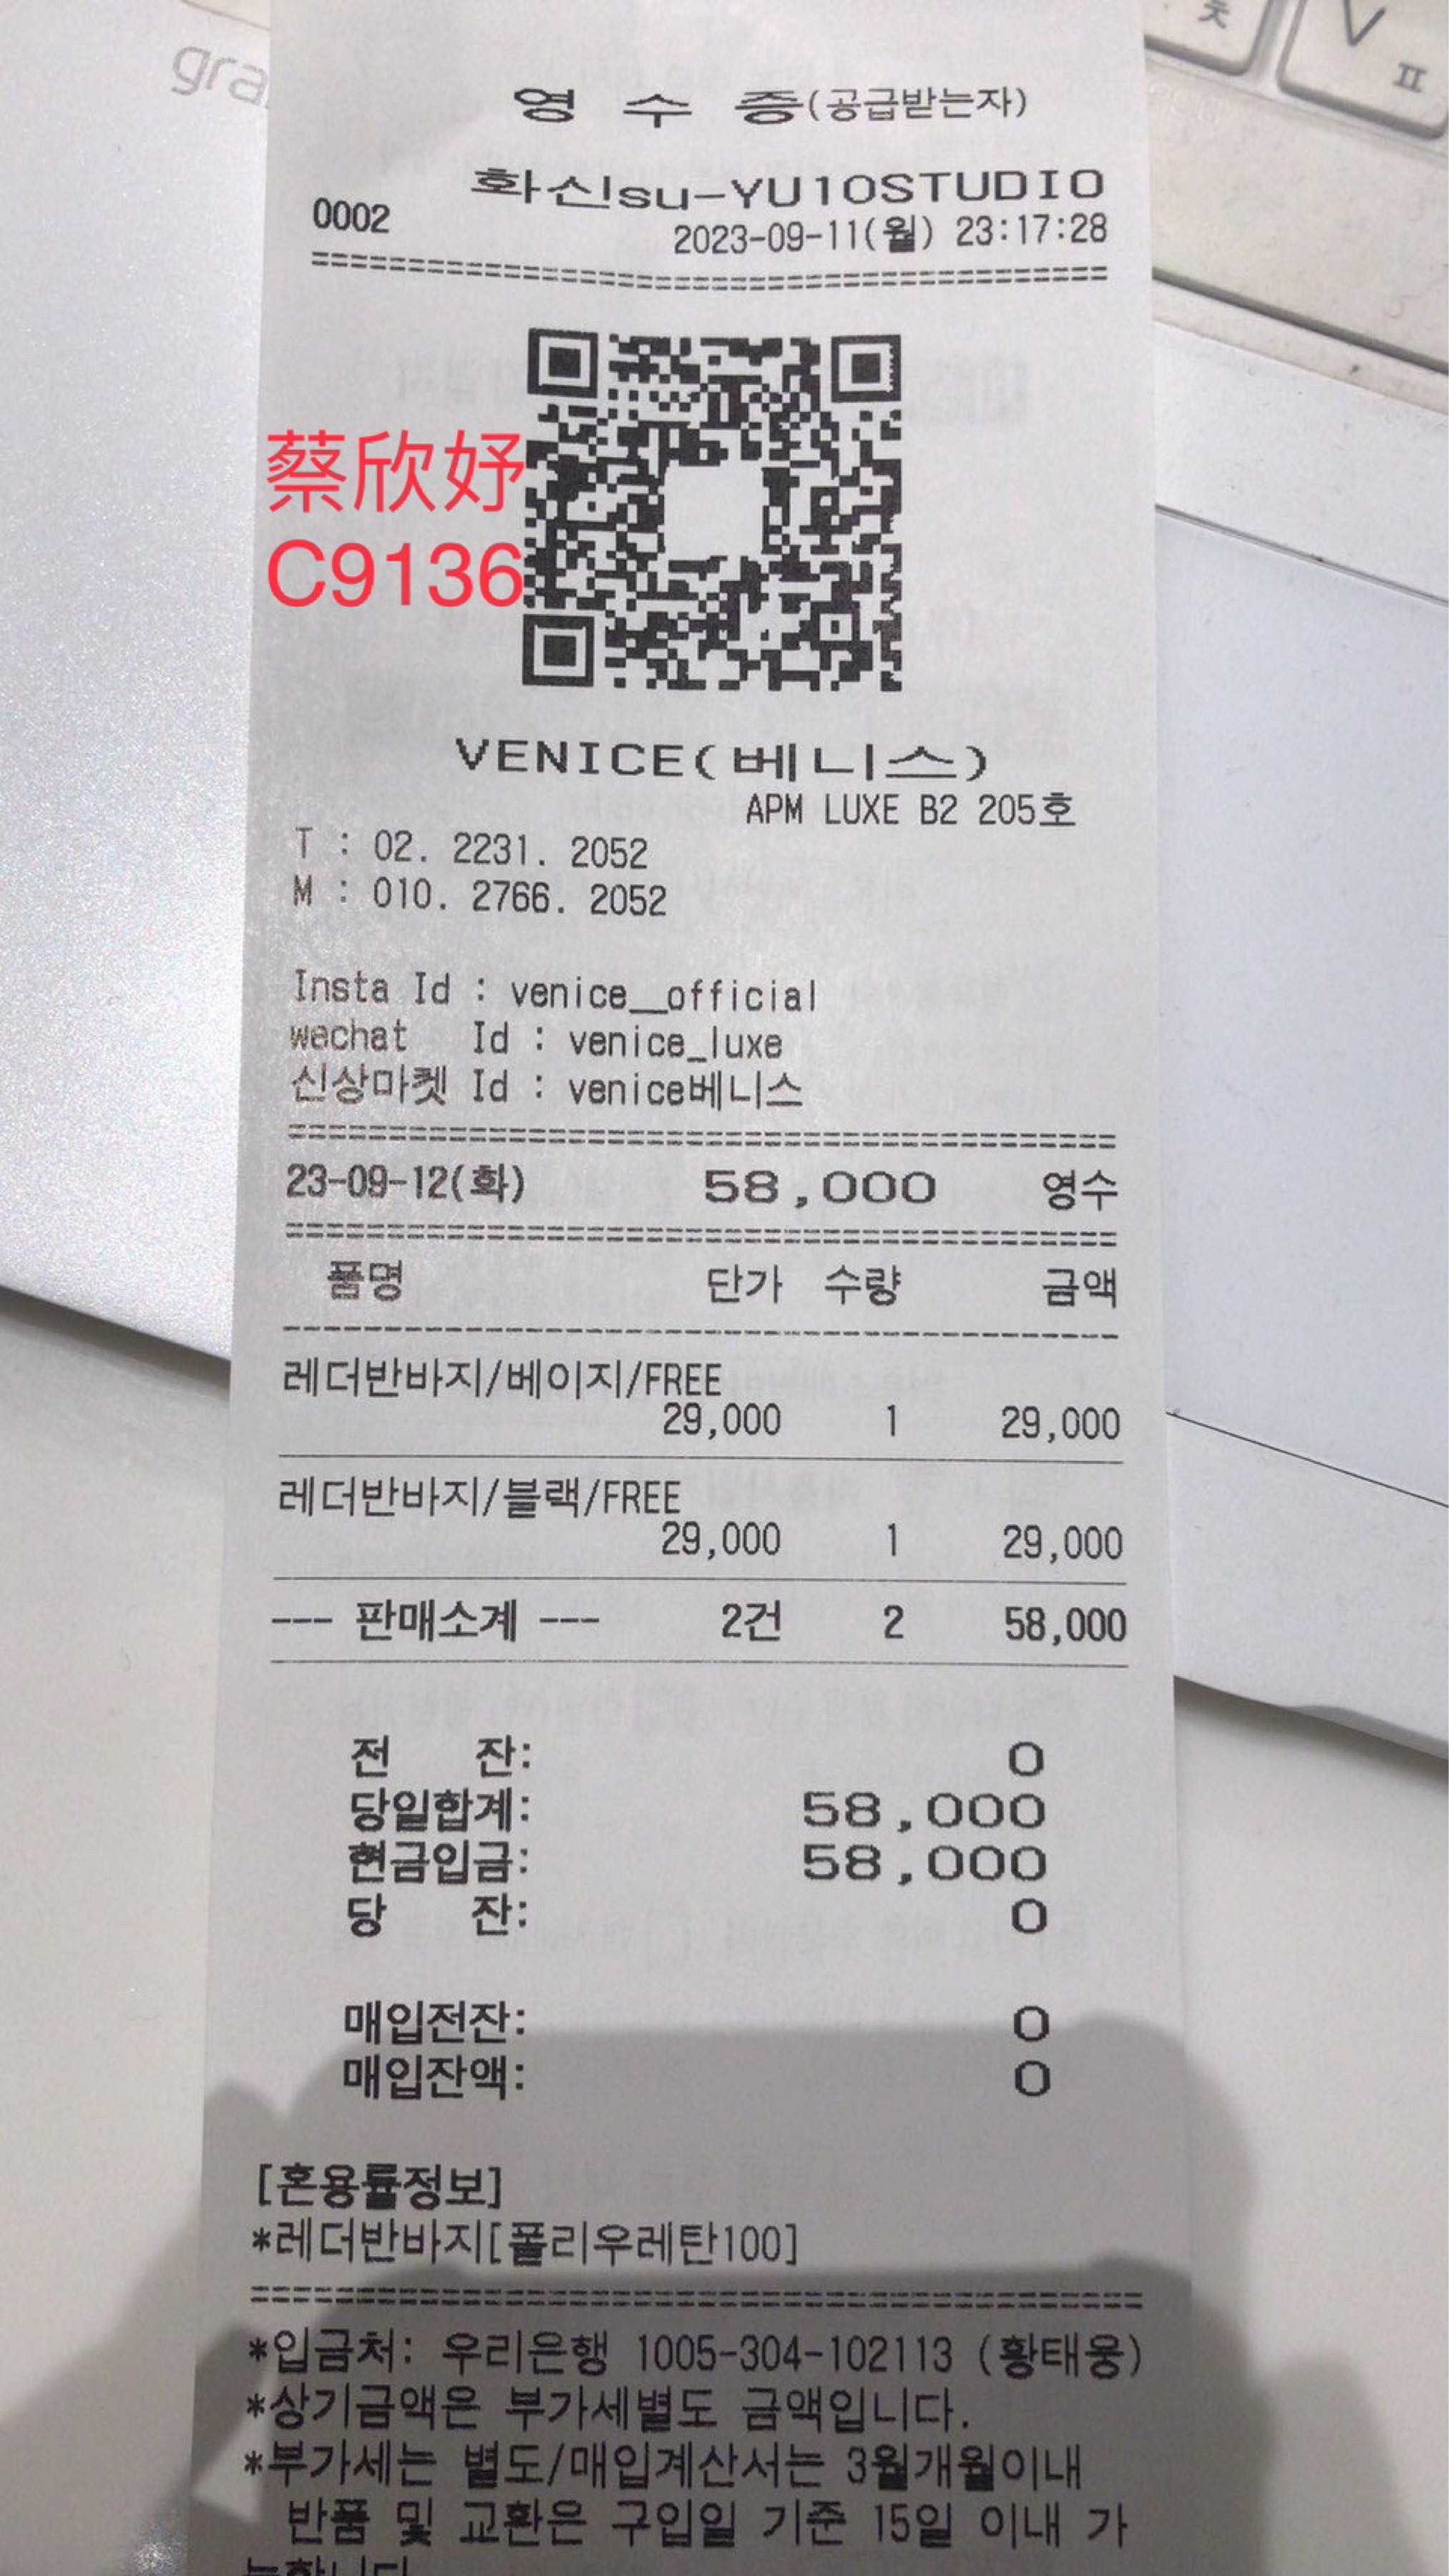 gra
ㅊ
V
ㅍ
영 수 증(공급받는자)
화신su-YU10STUDIO
0002
2023-09-11(월) 23:17:28
========================================
蔡欣妤
C9136
VENICE(베니스)
APM LUXE B2 205호
T : 02. 2231. 2052
M : 010. 2766. 2052
Insta Id : venice__official
wechat Id : venice_luxe
신상마켓 Id : venice베니스
========================================
23-09-12(화) 58,000 영수
========================================
품명 단가 수량 금액
----------------------------------------
레더반바지/베이지/FREE
29,000 1 29,000
레더반바지/블랙/FREE
29,000 1 29,000
--- 판매소계 --- 2건 2 58,000
전 잔: 0
당일합계: 58,000
현금입금: 58,000
당 잔: 0
매입전잔: 0
매입잔액: 0
[혼용률정보]
*레더반바지[폴리우레탄100]
========================================
*입금처: 우리은행 1005-304-102113 (황태웅)
*상기금액은 부가세별도 금액입니다.
*부가세는 별도/매입계산서는 3월개월이내
반품 및 교환은 구입일 기준 15일 이내 가